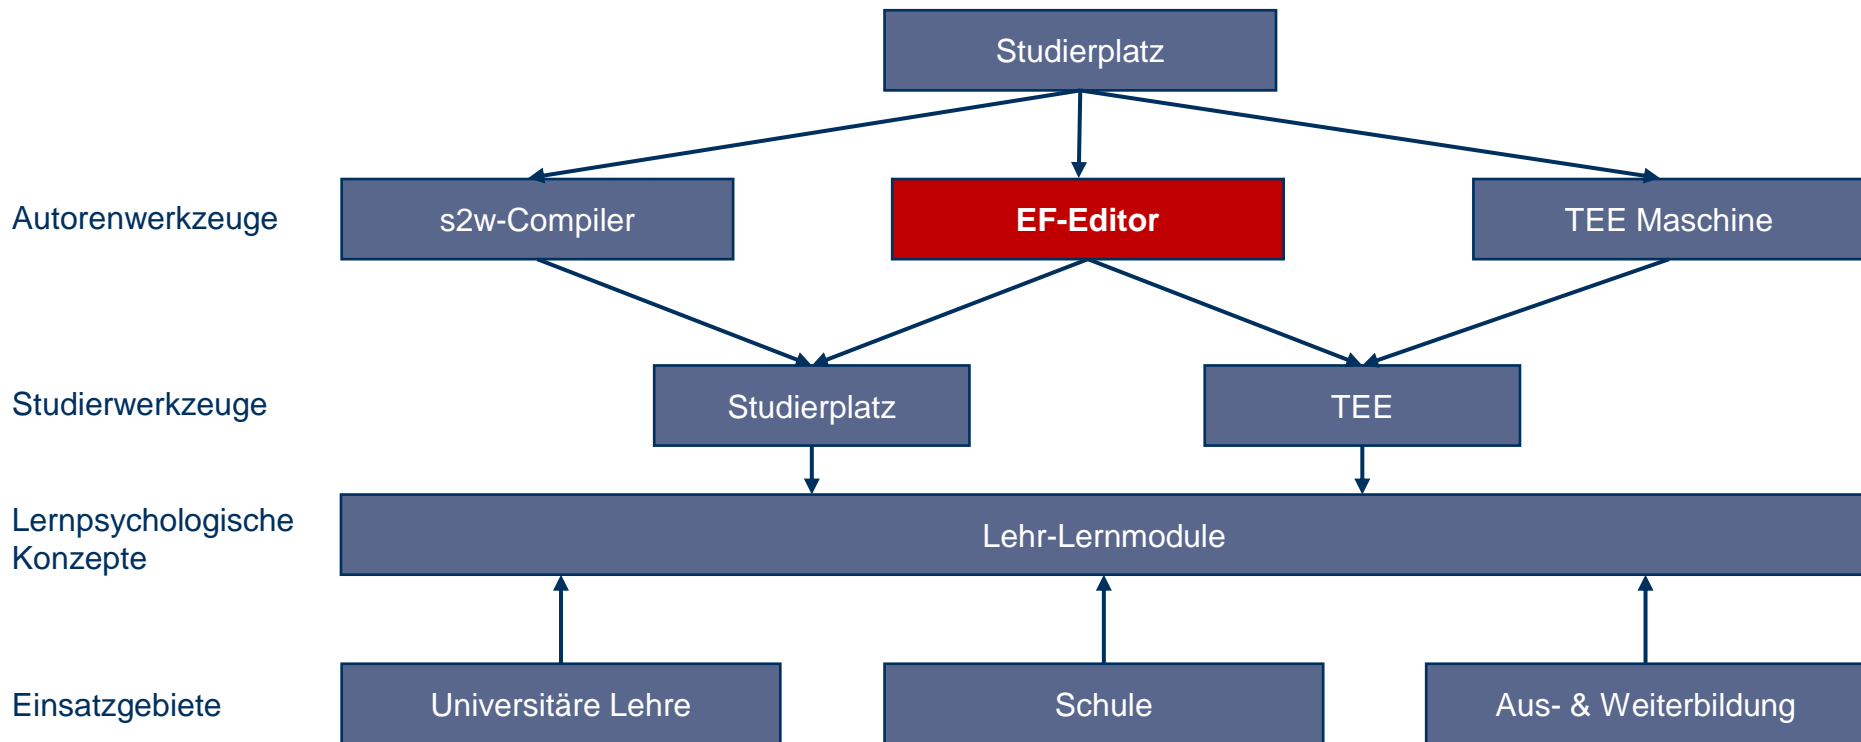 Studierplatz
Autorenwerkzeuge
s2w-Compiler
EF-Editor
TEE Maschine
Studierwerkzeuge
Studierplatz
TEE
Lernpsychologische
Konzepte
Lehr-Lernmodule
Einsatzgebiete
Universitäre Lehre
Schule
Aus- & Weiterbildung